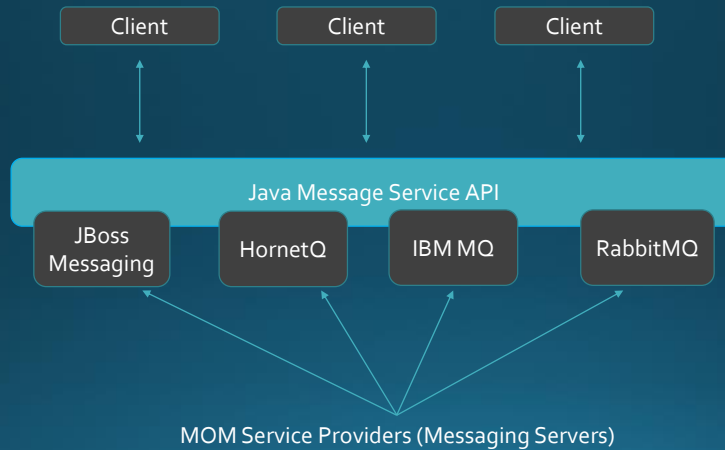 Client
Client
Client
Java Message Service API
JBoss
Messaging
HornetQ
IBM MQ
RabbitMQ
MOM Service Providers (Messaging Servers)